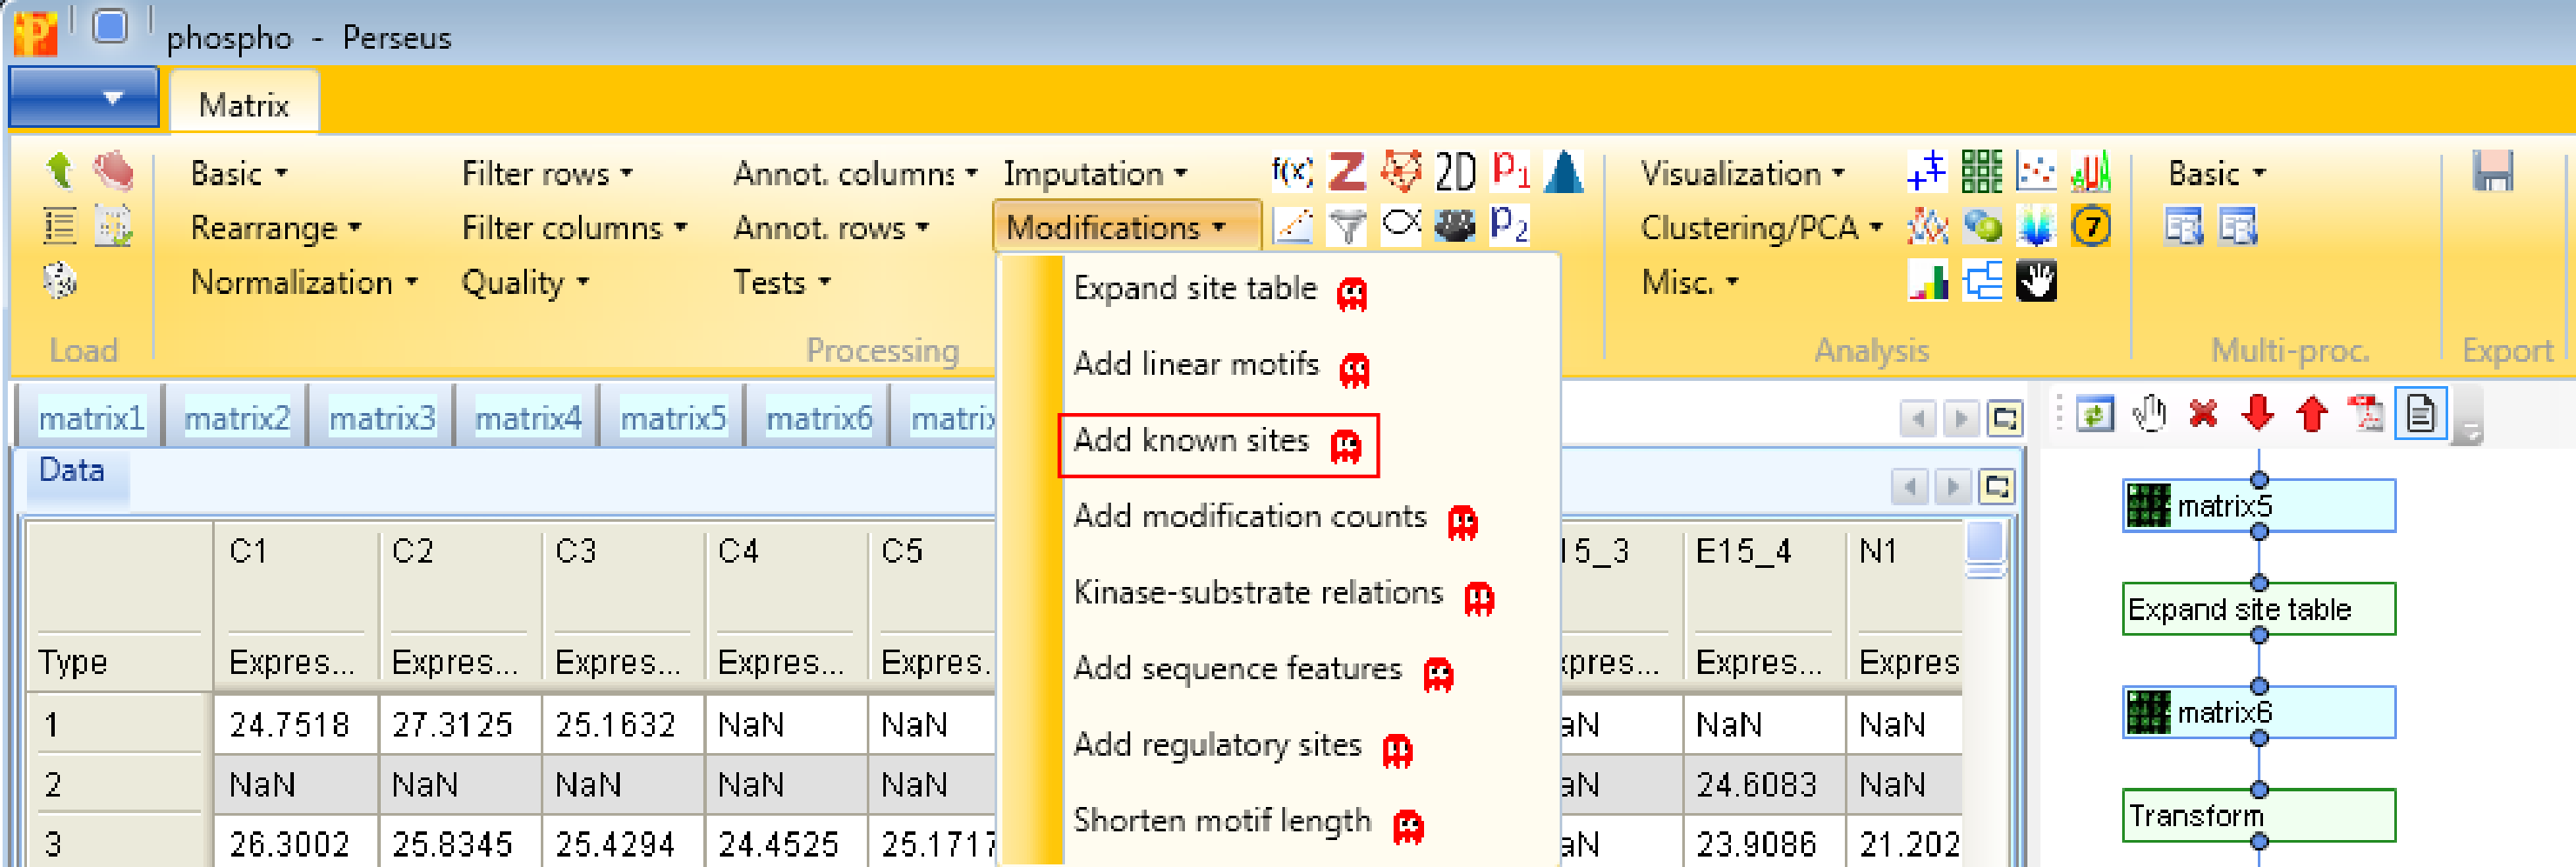 phospho - Perseus
Matrix
Basic Filter rows Annot. columns Imputation f(x) Z 2D p1 Visualization Basic
Rearrange Filter columns Annot. rows Modifications p2 Clustering/PCA 7
Normalization Quality Tests Misc.
Load Processing Analysis Multi-proc. Export
Expand site table
Add linear motifs
Add known sites
Add modification counts
Kinase-substrate relations
Add sequence features
Add regulatory sites
Shorten motif length
matrix1 matrix2 matrix3 matrix4 matrix5 matrix6 matrix
Data
C1 C2 C3 C4 C5 15_3 E15_4 N1
Type Expres... Expres... Expres... Expres... Expres. xpres... Expres... Expres
1 24.7518 27.3125 25.1632 NaN NaN aN NaN NaN
2 NaN NaN NaN NaN NaN aN 24.6083 NaN
3 26.3002 25.8345 25.4294 24.4525 25.1717 aN 23.9086 21.202
matrix5
Expand site table
matrix6
Transform